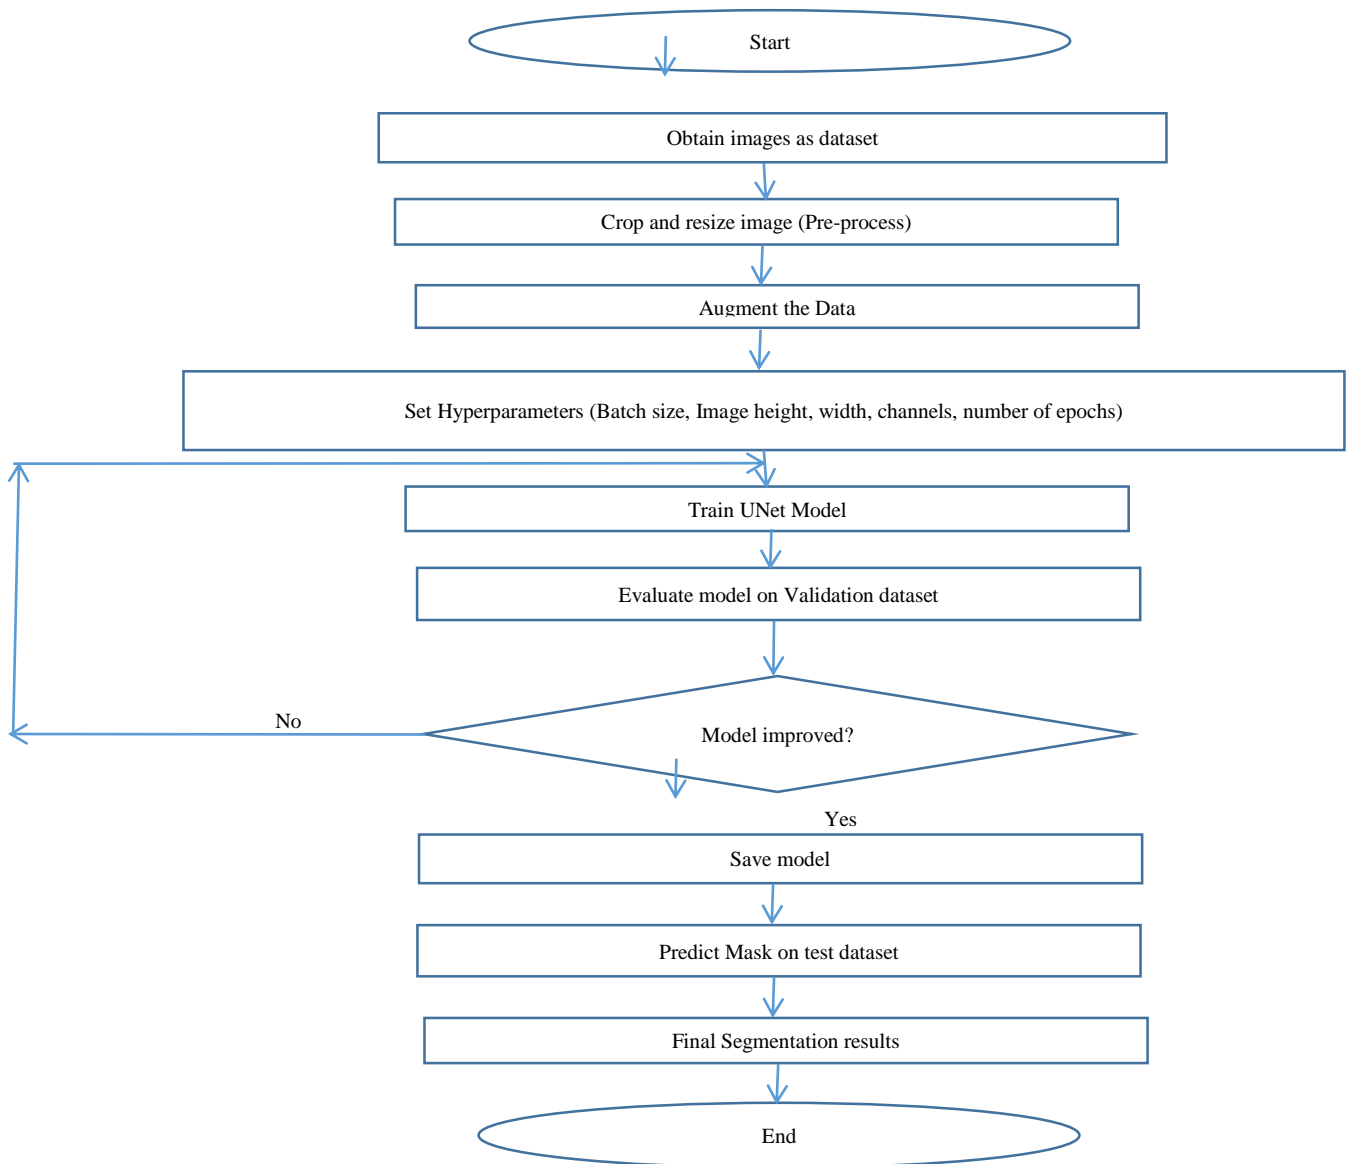 Start
Obtain images as dataset
Crop and resize image (Pre-process)
Augment the Data
Set Hyperparameters (Batch size, Image height, width, channels, number of epochs)
Train UNet Model
Evaluate model on Validation dataset
No
Model improved?
Yes
Save model
Predict Mask on test dataset
Final Segmentation results
End